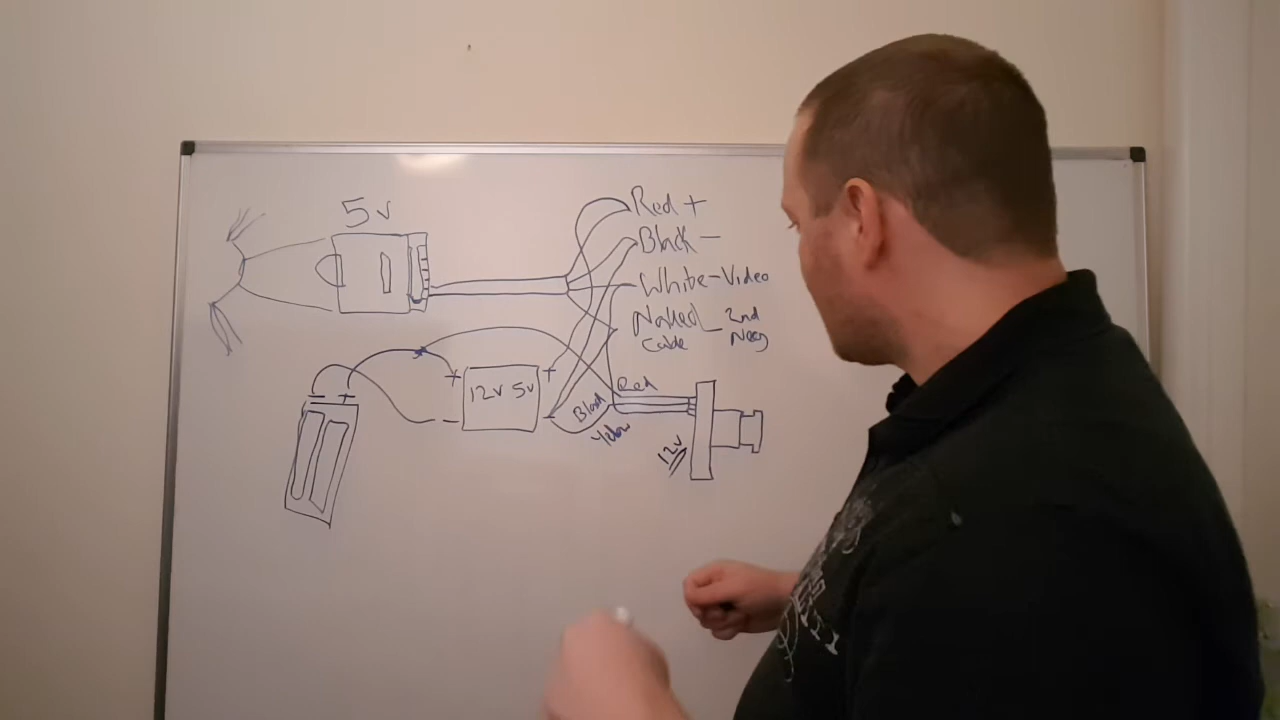 5v
Red +
Black -
White - Video
Naked - 2nd
Cable Neg
- +
+ 12v 5v +
- -
Red
Black
Yellow
12v